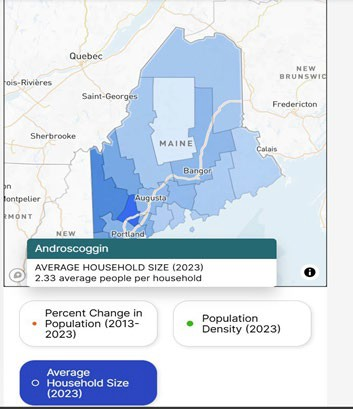 Quebec
NEW
BRUNSWIC
rois-Rivières
Saint-Georges
Fredericton
Sherbrooke
MAINE
Calais
Bangor
ontpelier
Augusta
RMONT
NEW
Portland
Androscoggin
AVERAGE HOUSEHOLD SIZE (2023)
2.33 average people per household
Percent Change in
Population (2013-
2023)
Population
Density (2023)
Average
Household Size
(2023)